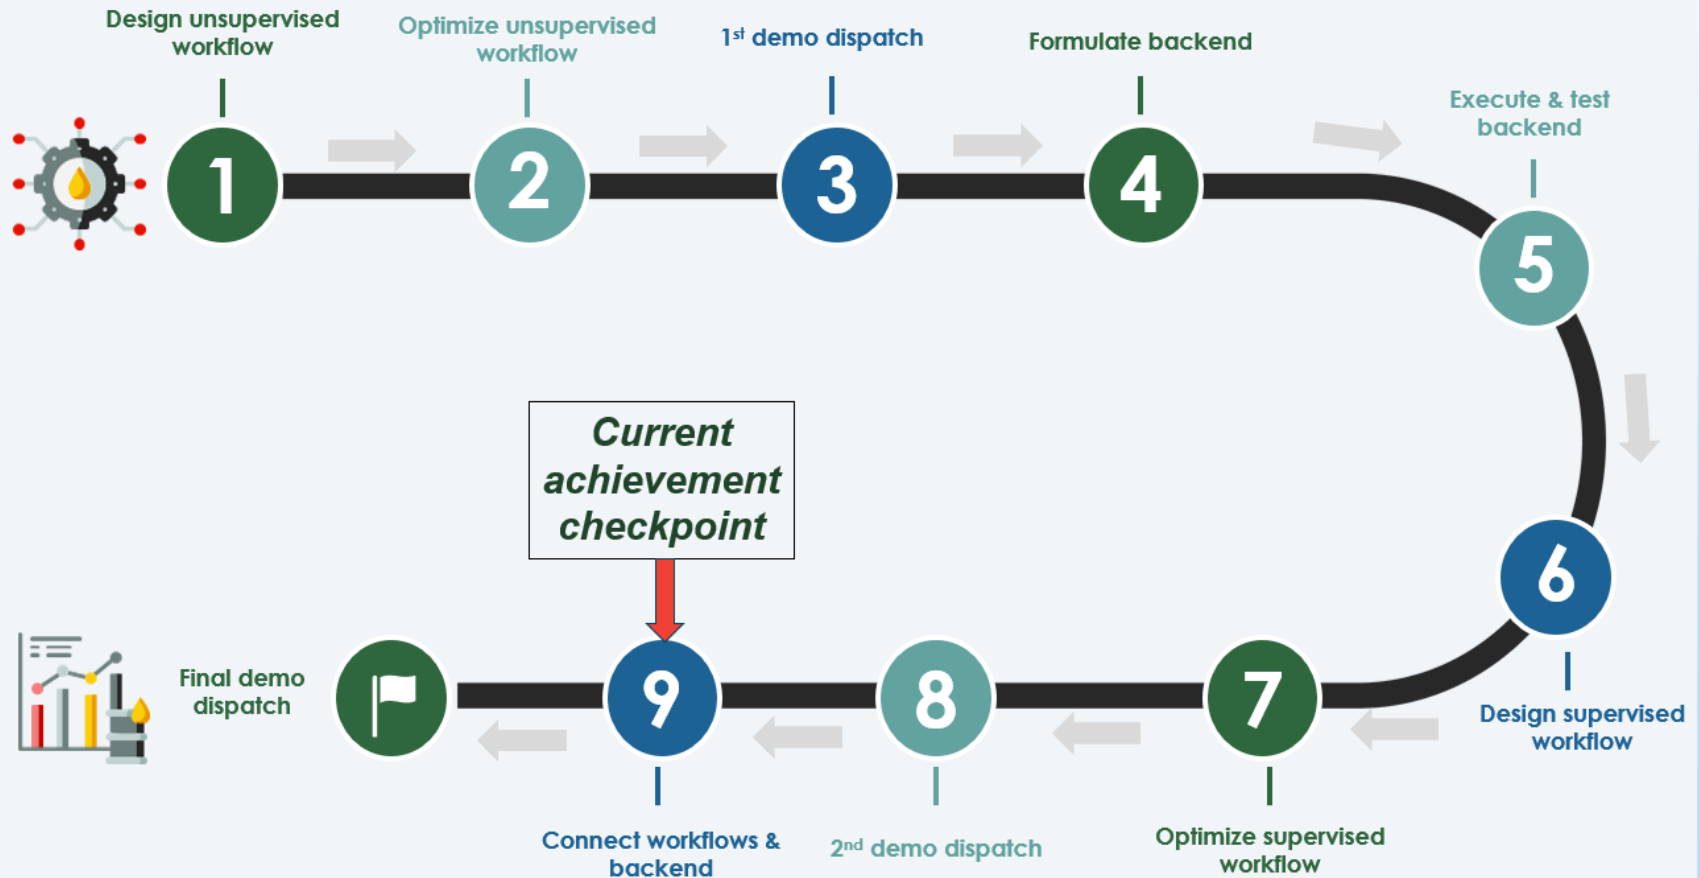 Design unsupervised
workflow
Optimize unsupervised
workflow
1st demo dispatch
Formulate backend
Execute & test
backend
1
2
3
4
5
Current
achievement
checkpoint
6
Design supervised
workflow
7
8
9
Final demo
dispatch
Optimize supervised
workflow
2nd demo dispatch
Connect workflows &
backend